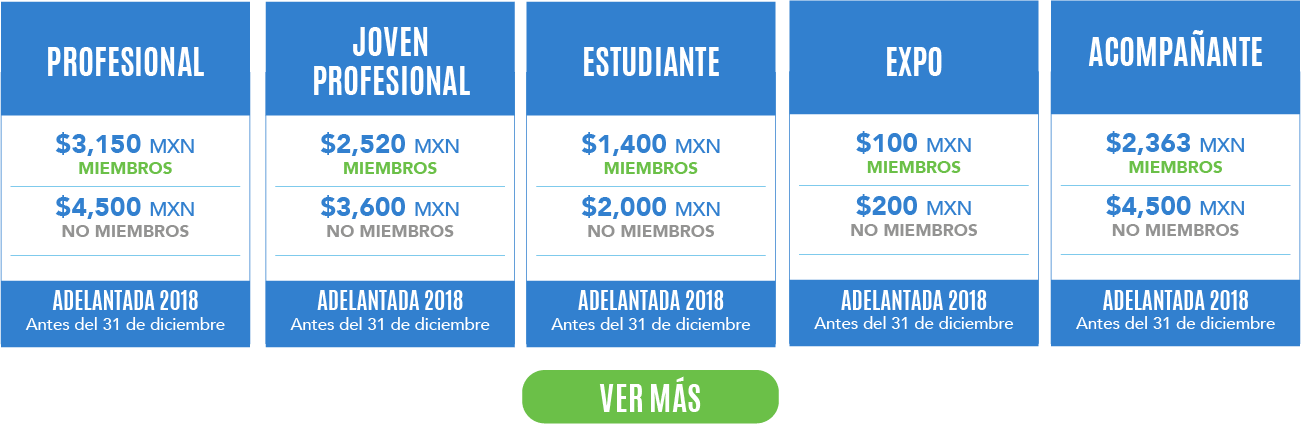 PROFESIONAL
$3,150 MXN
MIEMBROS
$4,500 MXN
NO MIEMBROS
ADELANTADA 2018
Antes del 31 de diciembre
JOVEN
PROFESIONAL
$2,520 MXN
MIEMBROS
$3,600 MXN
NO MIEMBROS
ADELANTADA 2018
Antes del 31 de diciembre
ESTUDIANTE
$1,400 MXN
MIEMBROS
$2,000 MXN
NO MIEMBROS
ADELANTADA 2018
Antes del 31 de diciembre
EXPO
$100 MXN
MIEMBROS
$200 MXN
NO MIEMBROS
ADELANTADA 2018
Antes del 31 de diciembre
ACOMPAÑANTE
$2,363 MXN
MIEMBROS
$4,500 MXN
NO MIEMBROS
ADELANTADA 2018
Antes del 31 de diciembre
VER MÁS